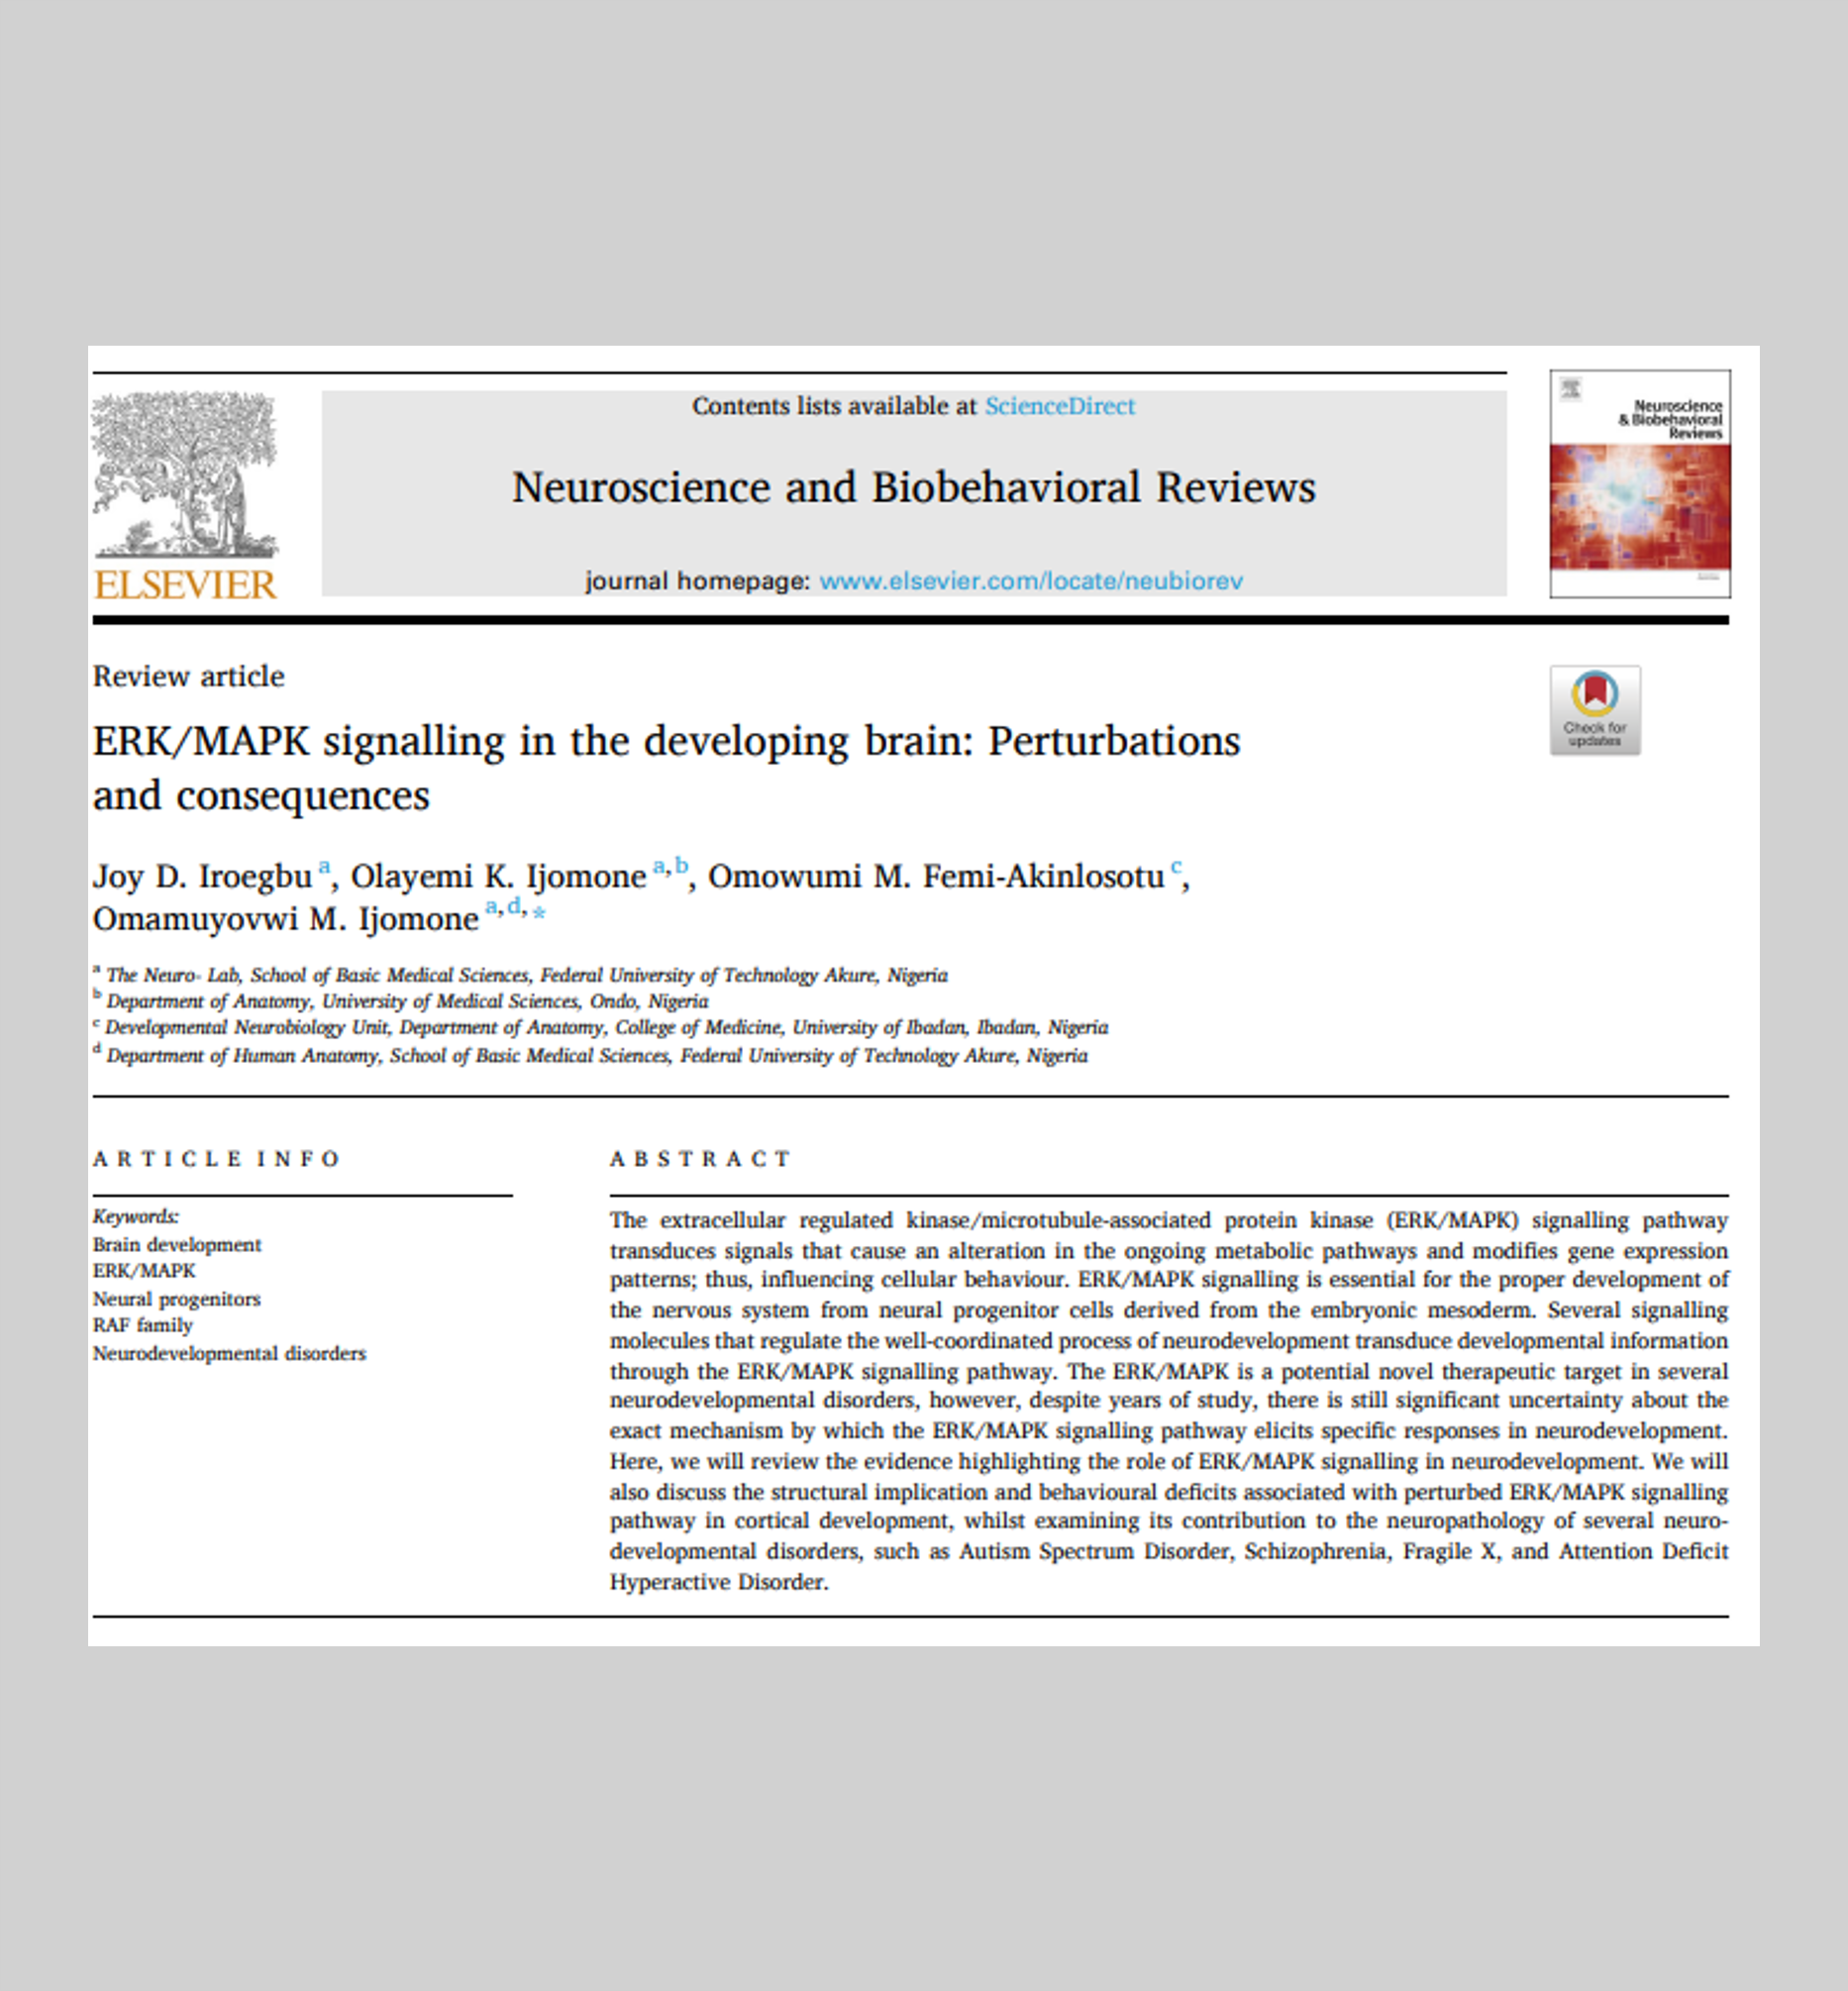 Contents lists available at ScienceDirect
Neuroscience and Biobehavioral Reviews
journal homepage: www.elsevier.com/locate/neubiorev
ELSEVIER
Neuroscience
& Biobehavioral
Reviews
Review article
Check for
updates
ERK/MAPK signalling in the developing brain: Perturbations
and consequences
Joy D. Iroegbu a, Olayemi K. Ijomone a,b, Omowumi M. Femi-Akinlosotu c,
Omamuyovwi M. Ijomone a,d,*
a The Neuro- Lab, School of Basic Medical Sciences, Federal University of Technology Akure, Nigeria
b Department of Anatomy, University of Medical Sciences, Ondo, Nigeria
c Developmental Neurobiology Unit, Department of Anatomy, College of Medicine, University of Ibadan, Ibadan, Nigeria
d Department of Human Anatomy, School of Basic Medical Sciences, Federal University of Technology Akure, Nigeria
ARTICLE INFO
Keywords:
Brain development
ERK/MAPK
Neural progenitors
RAF family
Neurodevelopmental disorders
ABSTRACT
The extracellular regulated kinase/microtubule-associated protein kinase (ERK/MAPK) signalling pathway
transduces signals that cause an alteration in the ongoing metabolic pathways and modifies gene expression
patterns; thus, influencing cellular behaviour. ERK/MAPK signalling is essential for the proper development of
the nervous system from neural progenitor cells derived from the embryonic mesoderm. Several signalling
molecules that regulate the well-coordinated process of neurodevelopment transduce developmental information
through the ERK/MAPK signalling pathway. The ERK/MAPK is a potential novel therapeutic target in several
neurodevelopmental disorders, however, despite years of study, there is still significant uncertainty about the
exact mechanism by which the ERK/MAPK signalling pathway elicits specific responses in neurodevelopment.
Here, we will review the evidence highlighting the role of ERK/MAPK signalling in neurodevelopment. We will
also discuss the structural implication and behavioural deficits associated with perturbed ERK/MAPK signalling
pathway in cortical development, whilst examining its contribution to the neuropathology of several neuro-
developmental disorders, such as Autism Spectrum Disorder, Schizophrenia, Fragile X, and Attention Deficit
Hyperactive Disorder.